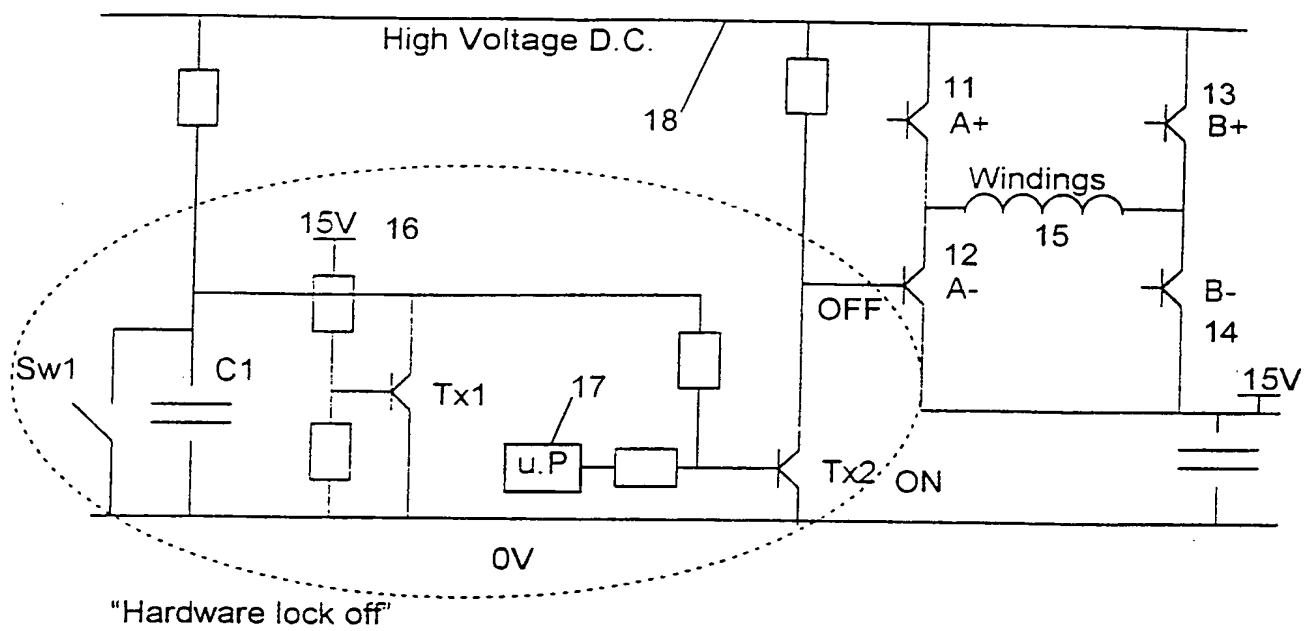 High Voltage D.C.
18
11
A+
13
B+
Windings
15
15V
16
12
A-
OFF
B-
14
Sw1
C1
Tx1
17
15V
u.P
Tx2
ON
0V
"Hardware lock off"